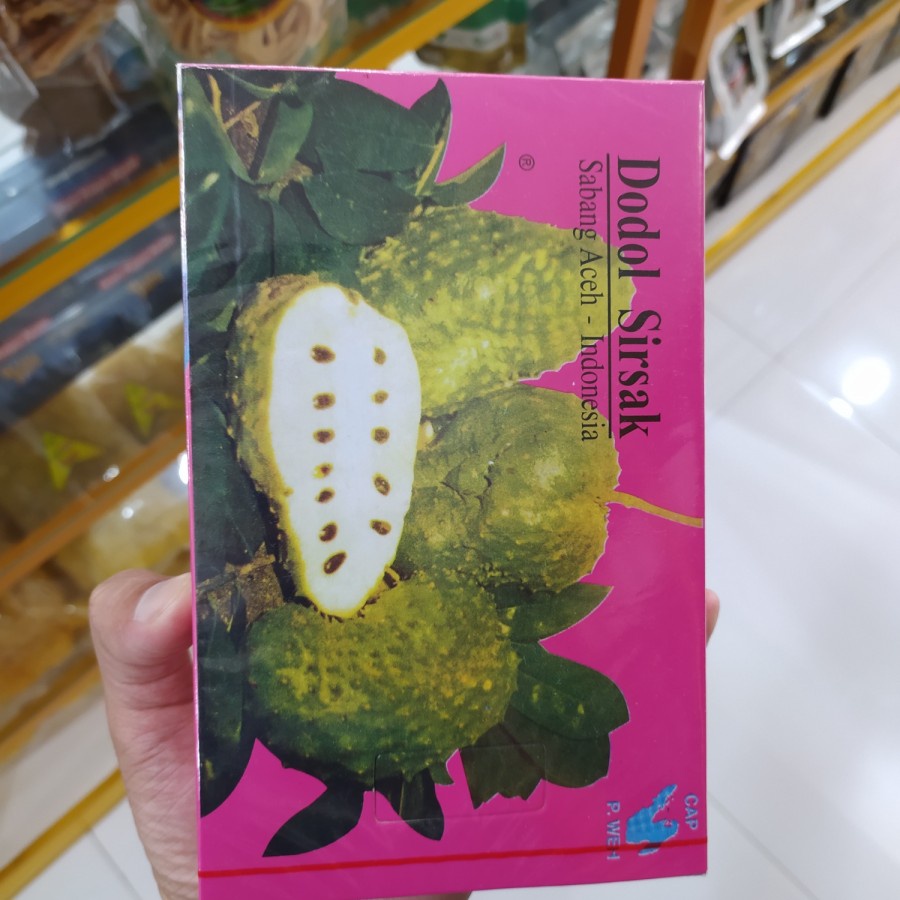 Dodol Sirsak
Sabang Aceh - Indonesia
®
CAP
P. WEH